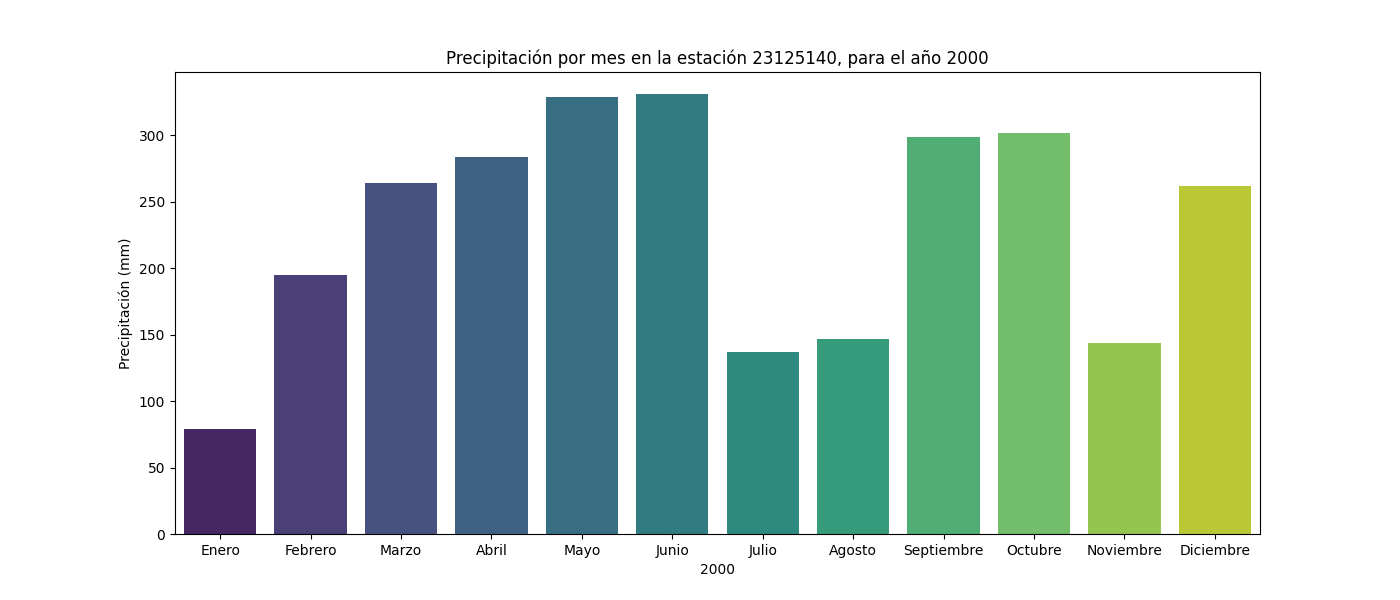 Precipitación por mes en la estación 23125140, para el año 2000
Precipitación (mm)
300
250
200
150
100
50
0
Enero Febrero Marzo Abril Mayo Junio Julio Agosto Septiembre Octubre Noviembre Diciembre
2000